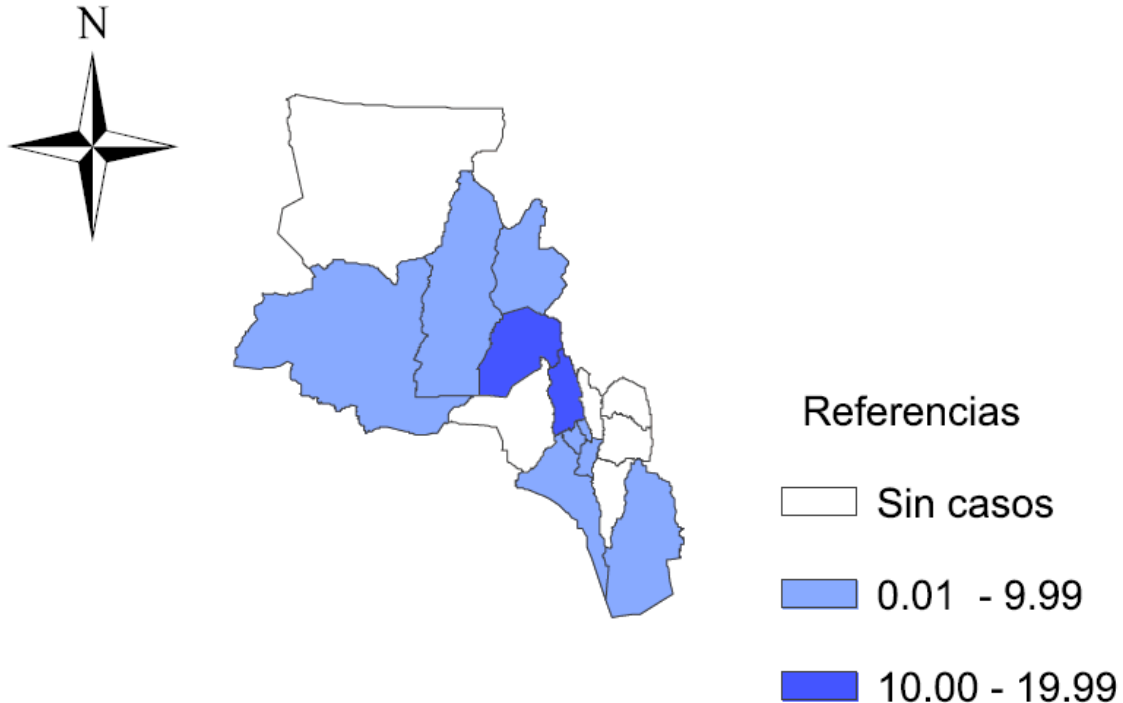 N
Referencias
Sin casos
0.01 - 9.99
10.00 - 19.99